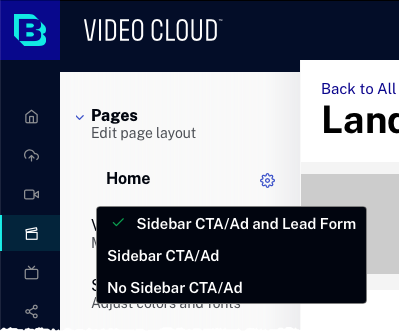 VIDEO CLOUD™
Back to All
Pages
Edit page layout
Home
Sidebar CTA/Ad and Lead Form
Sidebar CTA/Ad
No Sidebar CTA/Ad
Adjust colors and fonts